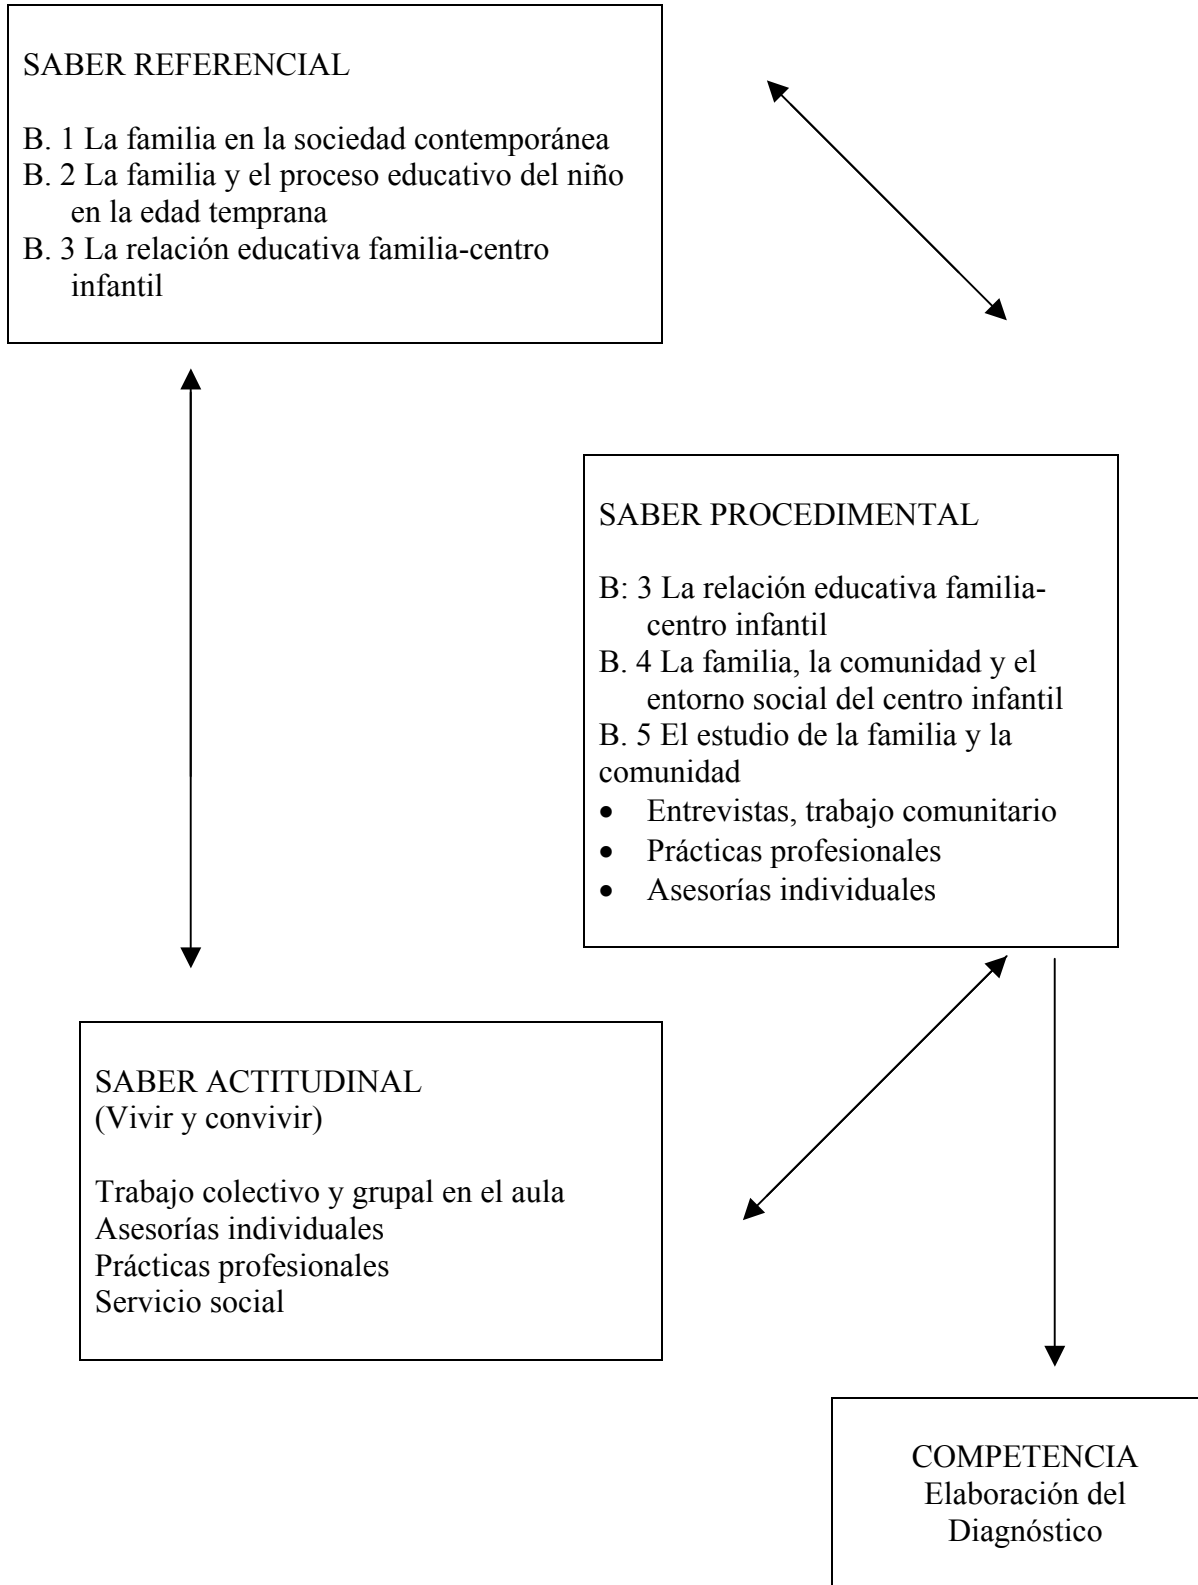 SABER REFERENCIAL
B. 1 La familia en la sociedad contemporánea
B. 2 La familia y el proceso educativo del niño
en la edad temprana
B. 3 La relación educativa familia-centro
infantil
SABER PROCEDIMENTAL
B: 3 La relación educativa familia-
centro infantil
B. 4 La familia, la comunidad y el
entorno social del centro infantil
B. 5 El estudio de la familia y la
comunidad
• Entrevistas, trabajo comunitario
• Prácticas profesionales
• Asesorías individuales
SABER ACTITUDINAL
(Vivir y convivir)
Trabajo colectivo y grupal en el aula
Asesorías individuales
Prácticas profesionales
Servicio social
COMPETENCIA
Elaboración del
Diagnóstico